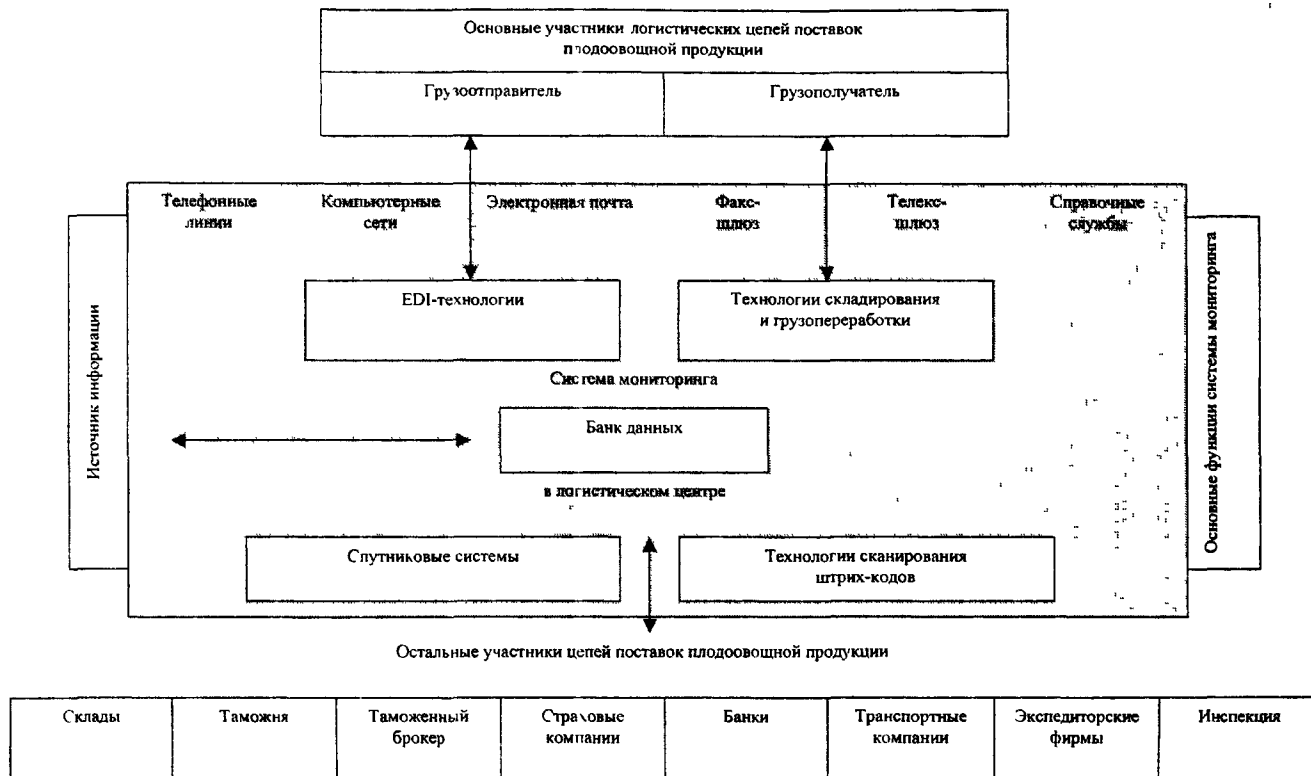 Основные участники логистических цепей поставок
плодоовощной продукции
Грузоотправитель
Грузополучатель
Телефонные
линии
Компьютерные
сети
Электронная почта
Факс-
шлюз
Телекс-
шлюз
Справочные
службы
Источник информации
EDI-технологии
Технологии складирования
и грузопереработки
Система мониторинга
Банк данных
в логистическом центре
Спутниковые системы
Технологии сканирования
штрих-кодов
Основные функции системы мониторинга
Остальные участники цепей поставок плодоовощной продукции
Склады
Таможня
Таможенный
брокер
Страховые
компании
Банки
Транспортные
компании
Экспедиторские
фирмы
Инспекция